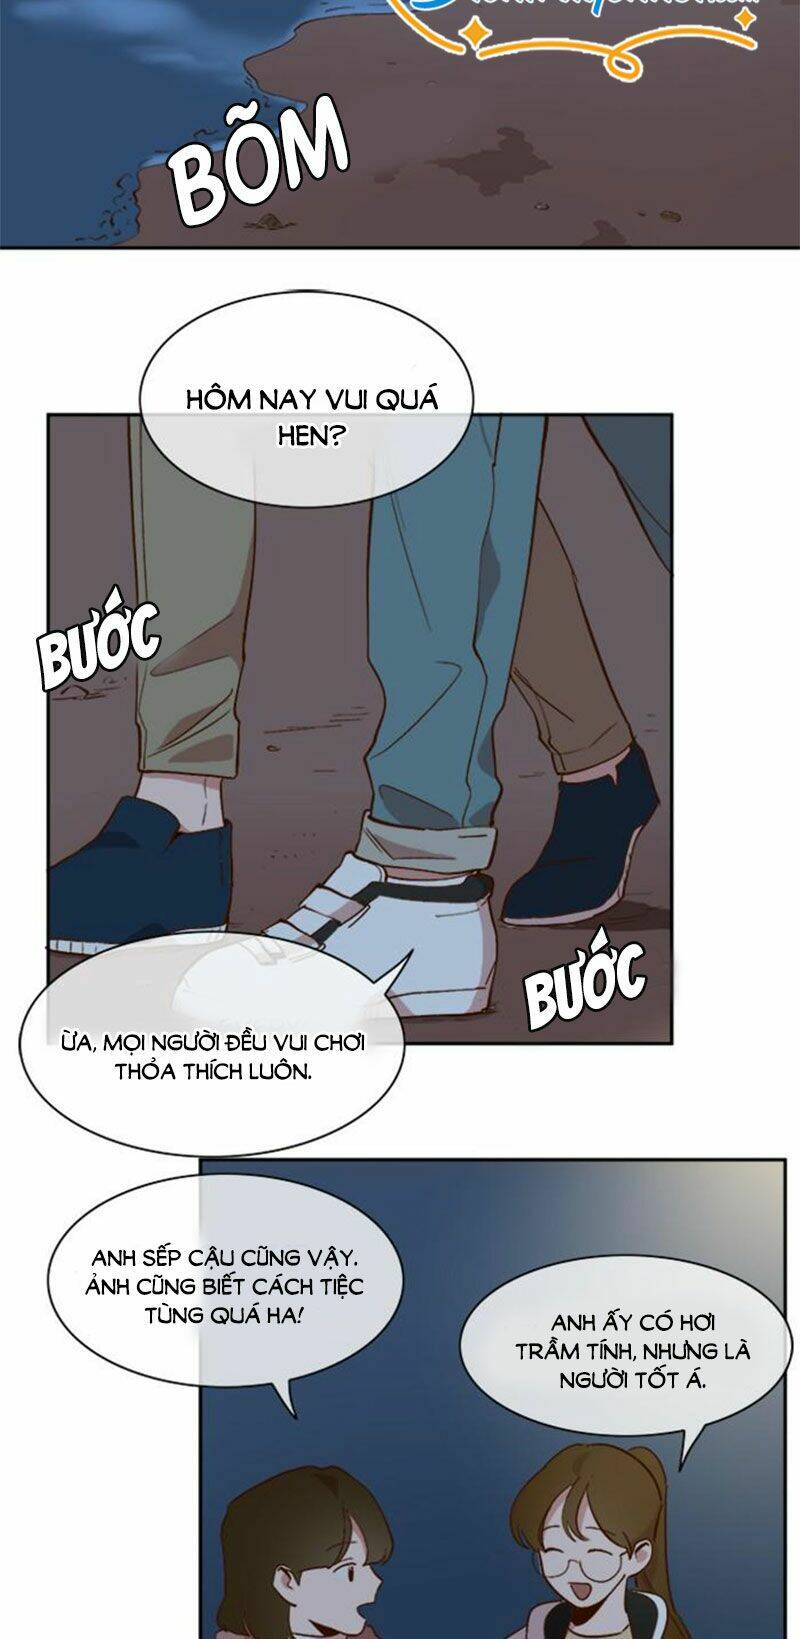 BÕM
HÔM NAY VUI QUÁ
HEN?
BƯỚC
BƯỚC
ỪA, MỌI NGƯỜI ĐỀU VUI CHƠI
THỎA THÍCH LUÔN.
ANH SẾP CẬU CŨNG VẬY.
ẢNH CŨNG BIẾT CÁCH TIỆC
TÙNG QUÁ HA!
ANH ẤY CÓ HƠI
TRẦM TÍNH, NHƯNG LÀ
NGƯỜI TỐT Á.